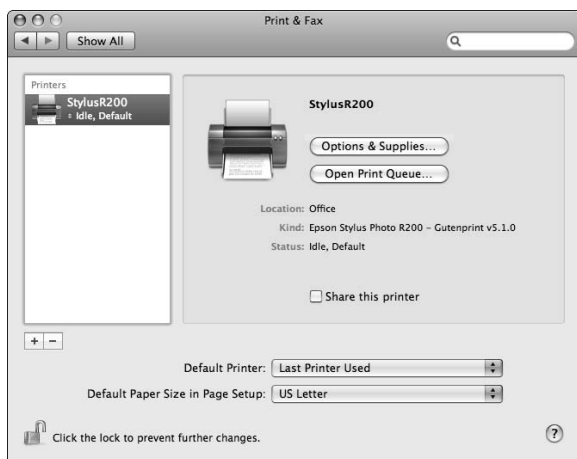 Print & Fax
Show All
Printers
StylusR200
Idle, Default
StylusR200
Options & Supplies...
Open Print Queue...
Location: Office
Kind: Epson Stylus Photo R200 – Gutenprint v5.1.0
Status: Idle, Default
Share this printer
+ −
Default Printer: Last Printer Used
Default Paper Size in Page Setup: US Letter
Click the lock to prevent further changes.
?